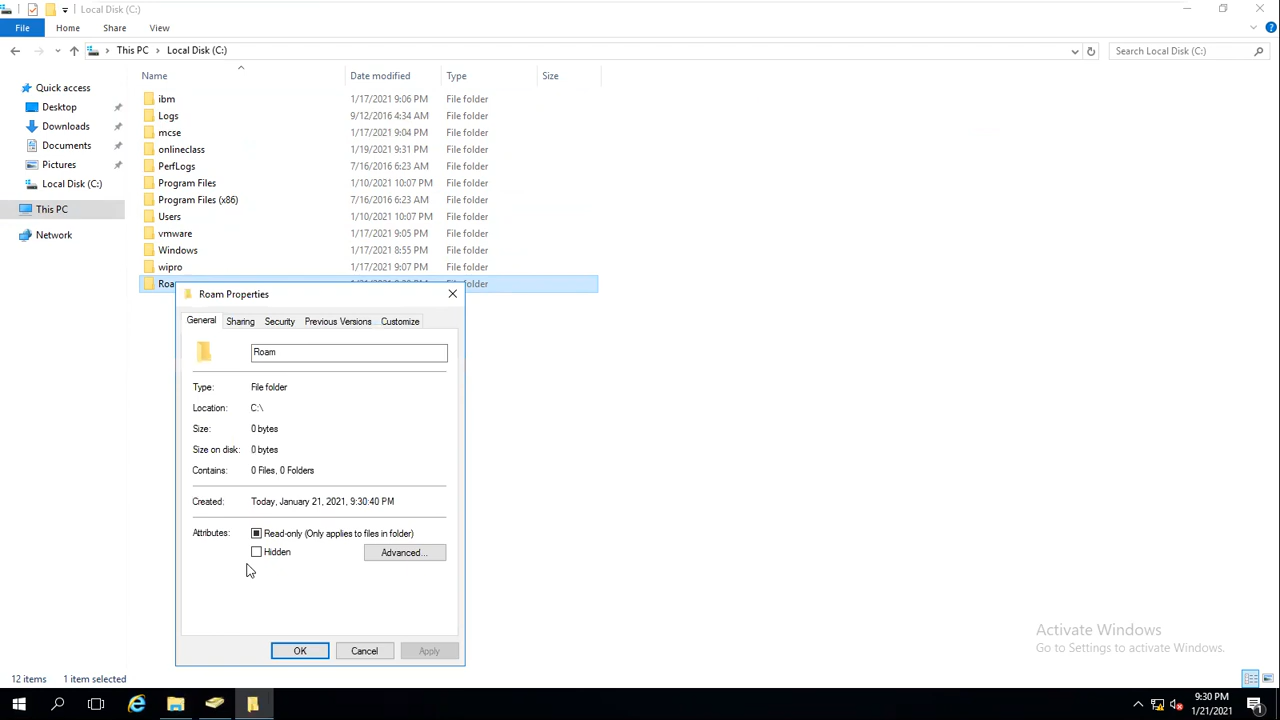 Local Disk (C:)
File Home Share View
This PC Local Disk (C:)
Search Local Disk (C:)
Name Date modified Type Size
Quick access
Desktop
Downloads
Documents
Pictures
Local Disk (C:)
This PC
Network
ibm 1/17/2021 9:06 PM File folder
Logs 9/12/2016 4:34 AM File folder
mcse 1/17/2021 9:04 PM File folder
onlineclass 1/19/2021 9:31 PM File folder
PerfLogs 7/16/2016 6:23 AM File folder
Program Files 1/10/2021 10:07 PM File folder
Program Files (x86) 7/16/2016 6:23 AM File folder
Users 1/10/2021 10:07 PM File folder
vmware 1/17/2021 9:05 PM File folder
Windows 1/17/2021 8:55 PM File folder
wipro 1/17/2021 9:07 PM File folder
Roam Properties
General Sharing Security Previous Versions Customize
Roam
Type: File folder
Location: C:\
Size: 0 bytes
Size on disk: 0 bytes
Contains: 0 Files, 0 Folders
Created: Today, January 21, 2021, 9:30:40 PM
Attributes: Read-only (Only applies to files in folder)
Hidden Advanced...
OK Cancel Apply
Activate Windows
Go to Settings to activate Windows.
12 items 1 item selected
9:30 PM
1/21/2021